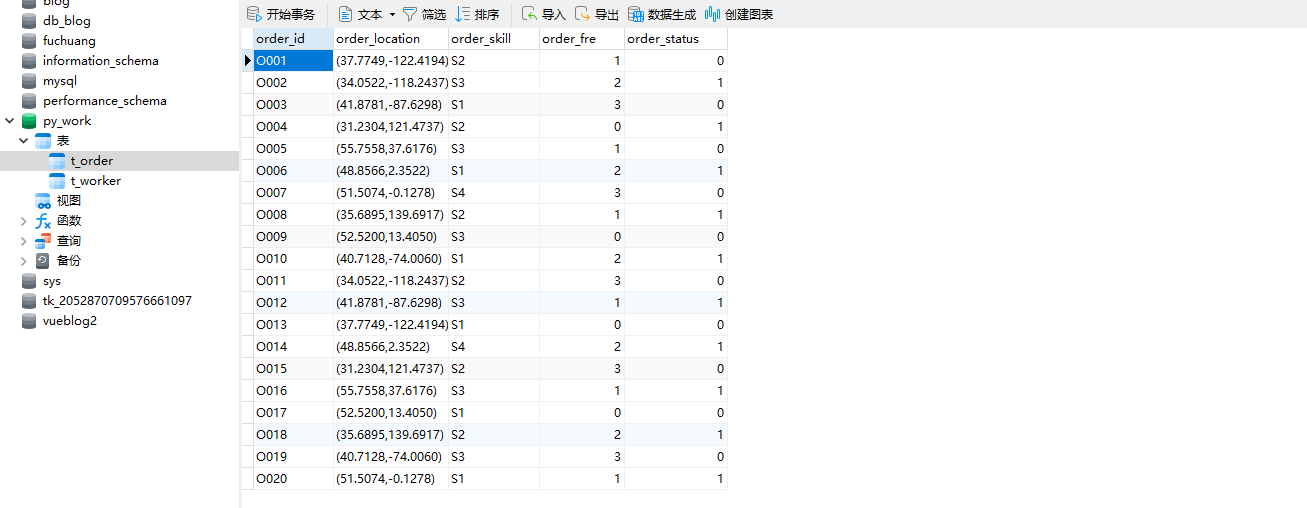 blog
db_blog
fuchuang
information_schema
mysql
performance_schema
py_work
表
t_order
t_worker
视图
函数
查询
备份
sys
tk_2052870709576661097
vueblog2
开始事务 文本 筛选 排序 导入 导出 数据生成 创建图表
order_id order_location order_skill order_fre order_status
O001 (37.7749,-122.4194) S2 1 0
O002 (34.0522,-118.2437) S3 2 1
O003 (41.8781,-87.6298) S1 3 0
O004 (31.2304,121.4737) S2 0 1
O005 (55.7558,37.6176) S3 1 0
O006 (48.8566,2.3522) S1 2 1
O007 (51.5074,-0.1278) S4 3 0
O008 (35.6895,139.6917) S2 1 1
O009 (52.5200,13.4050) S3 0 0
O010 (40.7128,-74.0060) S1 2 1
O011 (34.0522,-118.2437) S2 3 0
O012 (41.8781,-87.6298) S3 1 1
O013 (37.7749,-122.4194) S1 0 0
O014 (48.8566,2.3522) S4 2 1
O015 (31.2304,121.4737) S2 3 0
O016 (55.7558,37.6176) S3 1 1
O017 (52.5200,13.4050) S1 0 0
O018 (35.6895,139.6917) S2 2 1
O019 (40.7128,-74.0060) S3 3 0
O020 (51.5074,-0.1278) S1 1 1